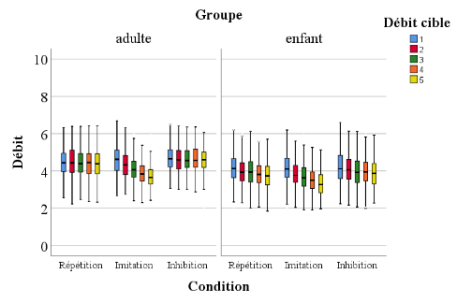 Groupe
adulte enfant
Débit cible
1
2
3
4
5
10
8
6
4
2
0
Débit
Répétition Imitation Inhibition Répétition Imitation Inhibition
Condition